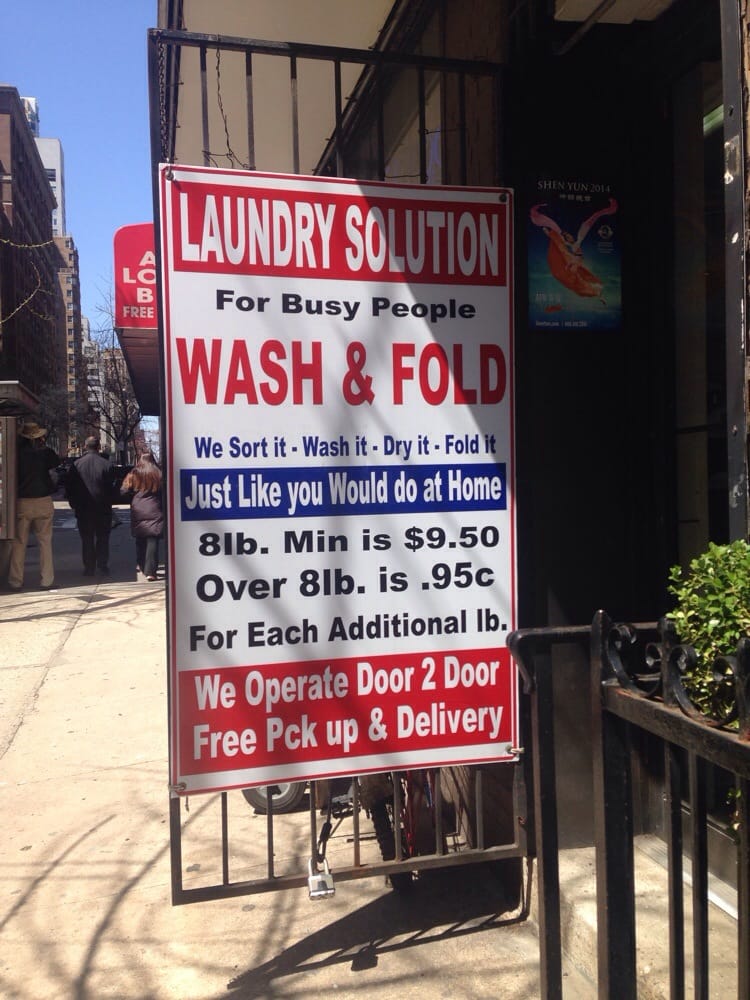 LAUNDRY SOLUTION
For Busy People
WASH & FOLD
We Sort it - Wash it - Dry it - Fold it
Just Like you Would do at Home
8lb. Min is $9.50
Over 8lb. is .95c
For Each Additional lb.
We Operate Door 2 Door
Free Pck up & Delivery
A
LO
B
FREE
SHEN YUN 2014